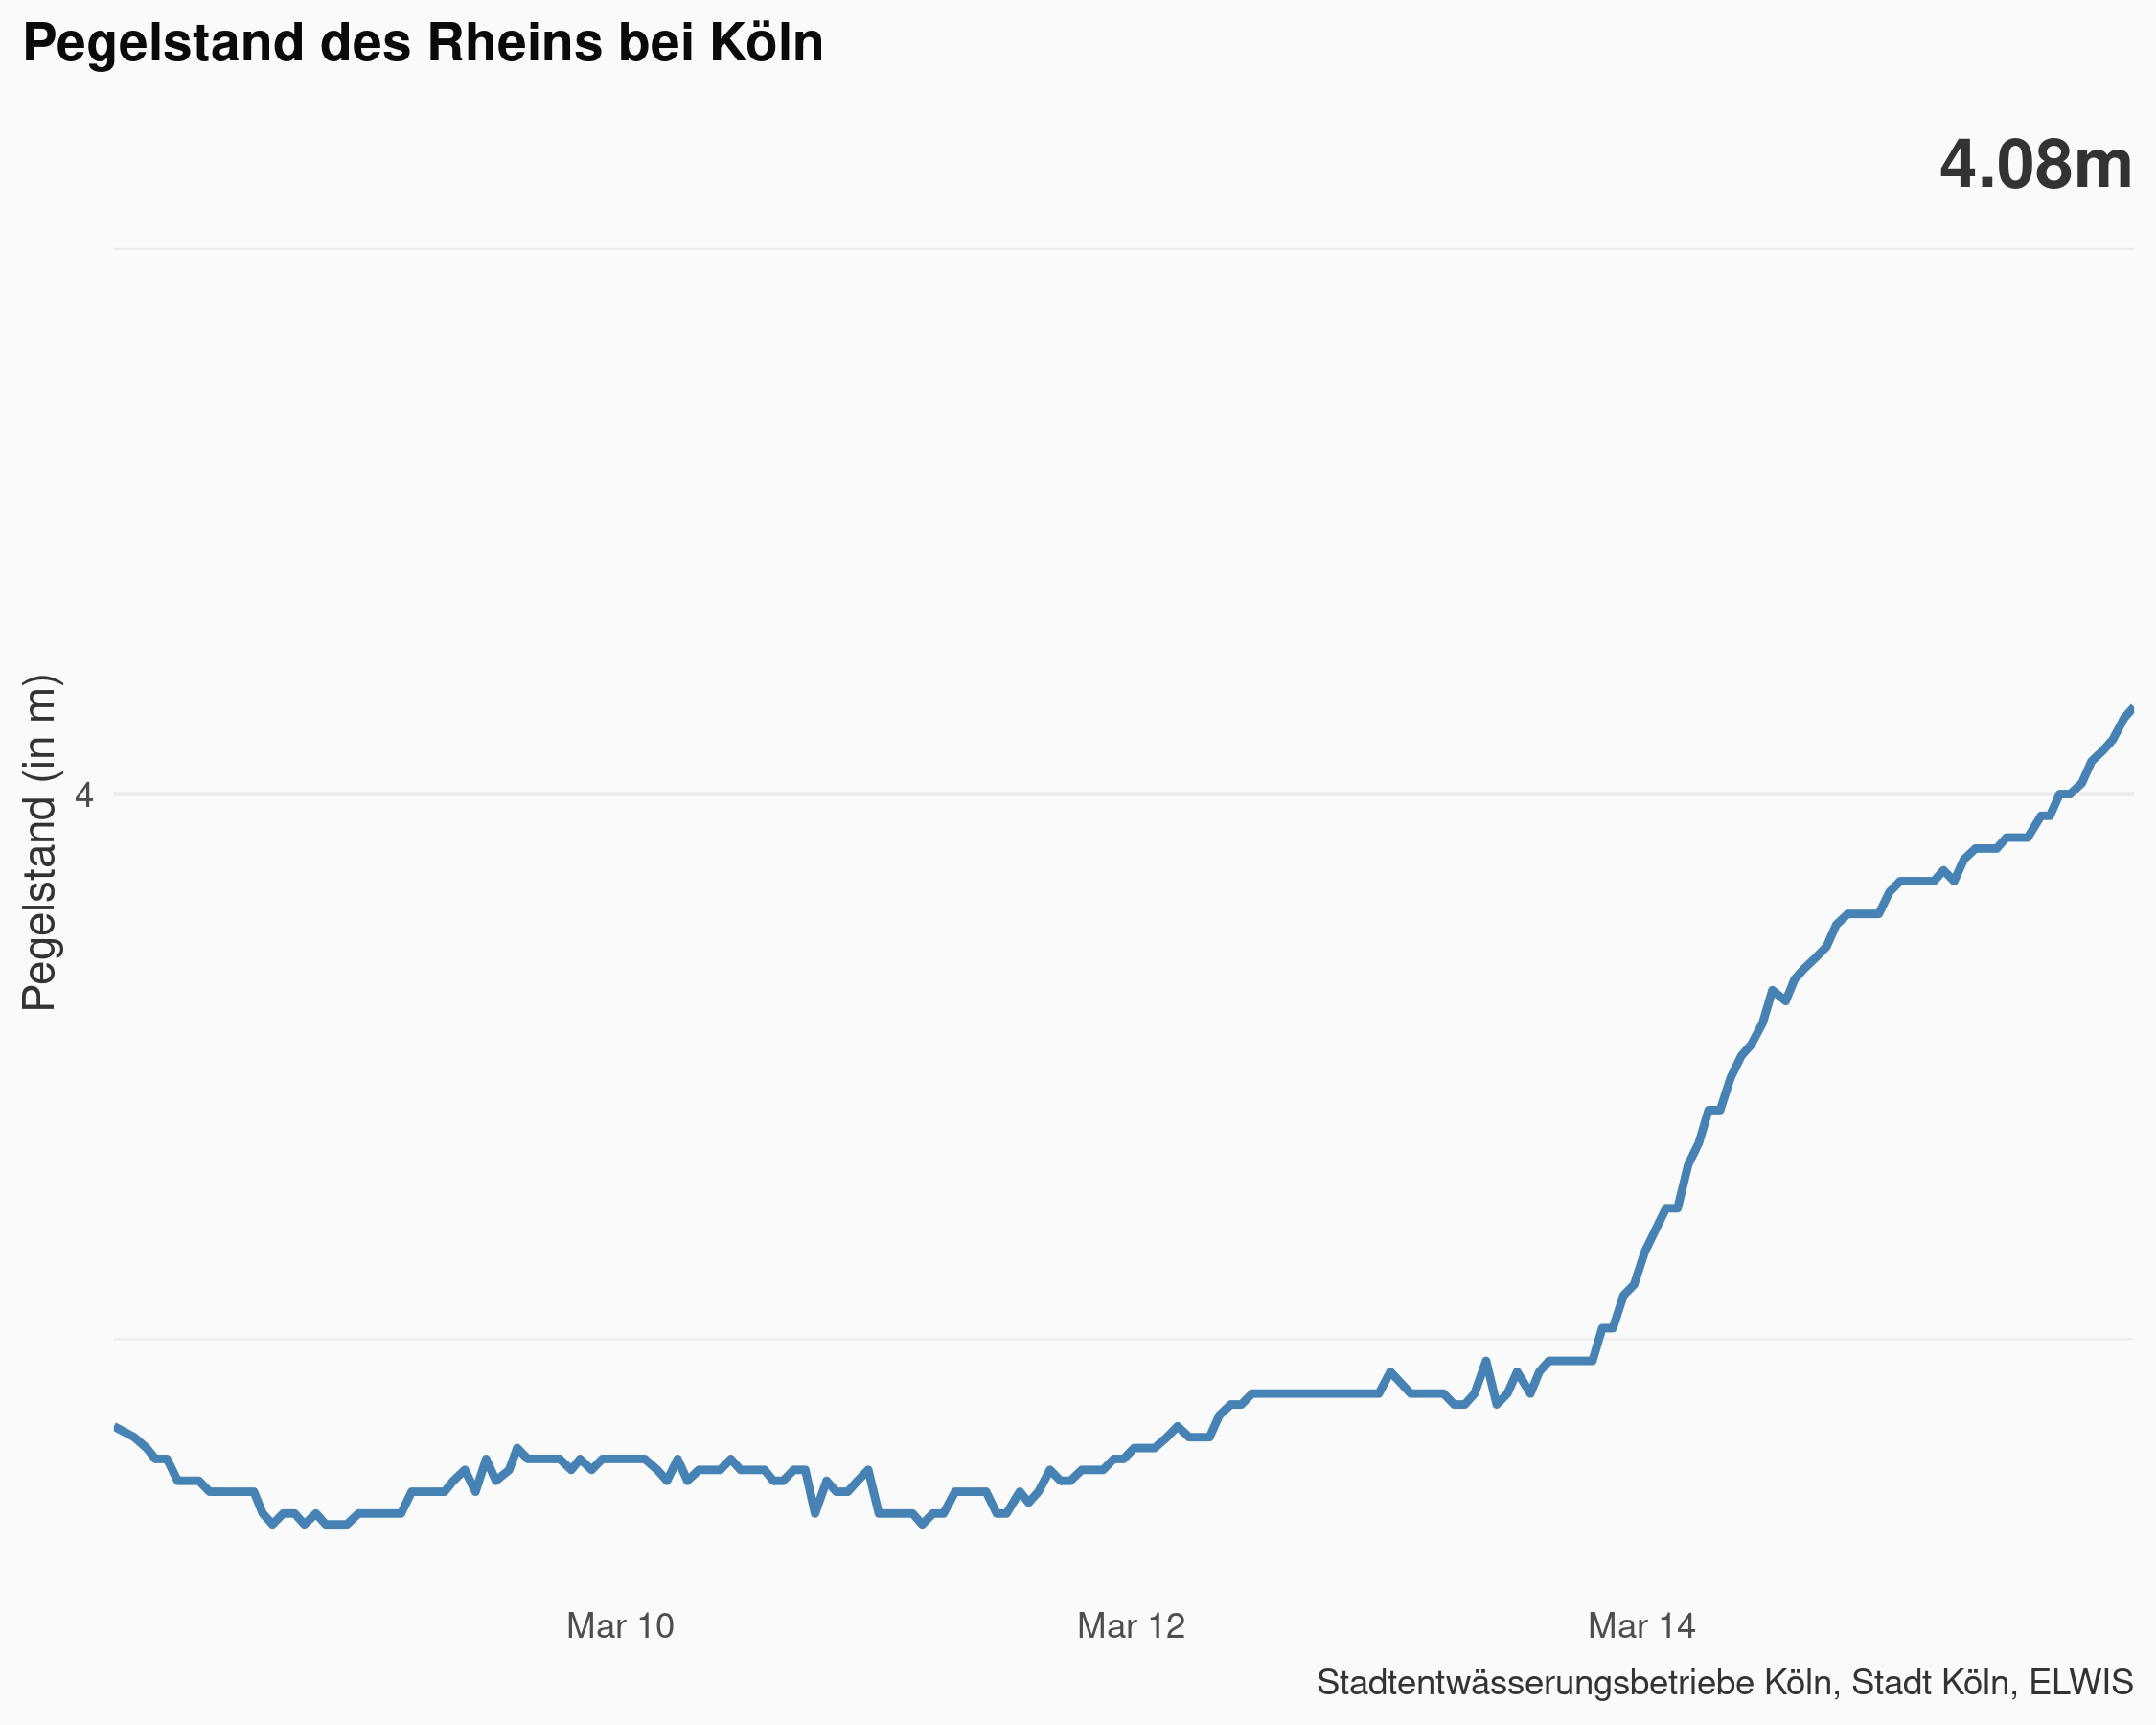 Pegelstand des Rheins bei Köln
4.08m
Pegelstand (in m)
4
Mar 10
Mar 12
Mar 14
Stadtentwässerungsbetriebe Köln, Stadt Köln, ELWIS